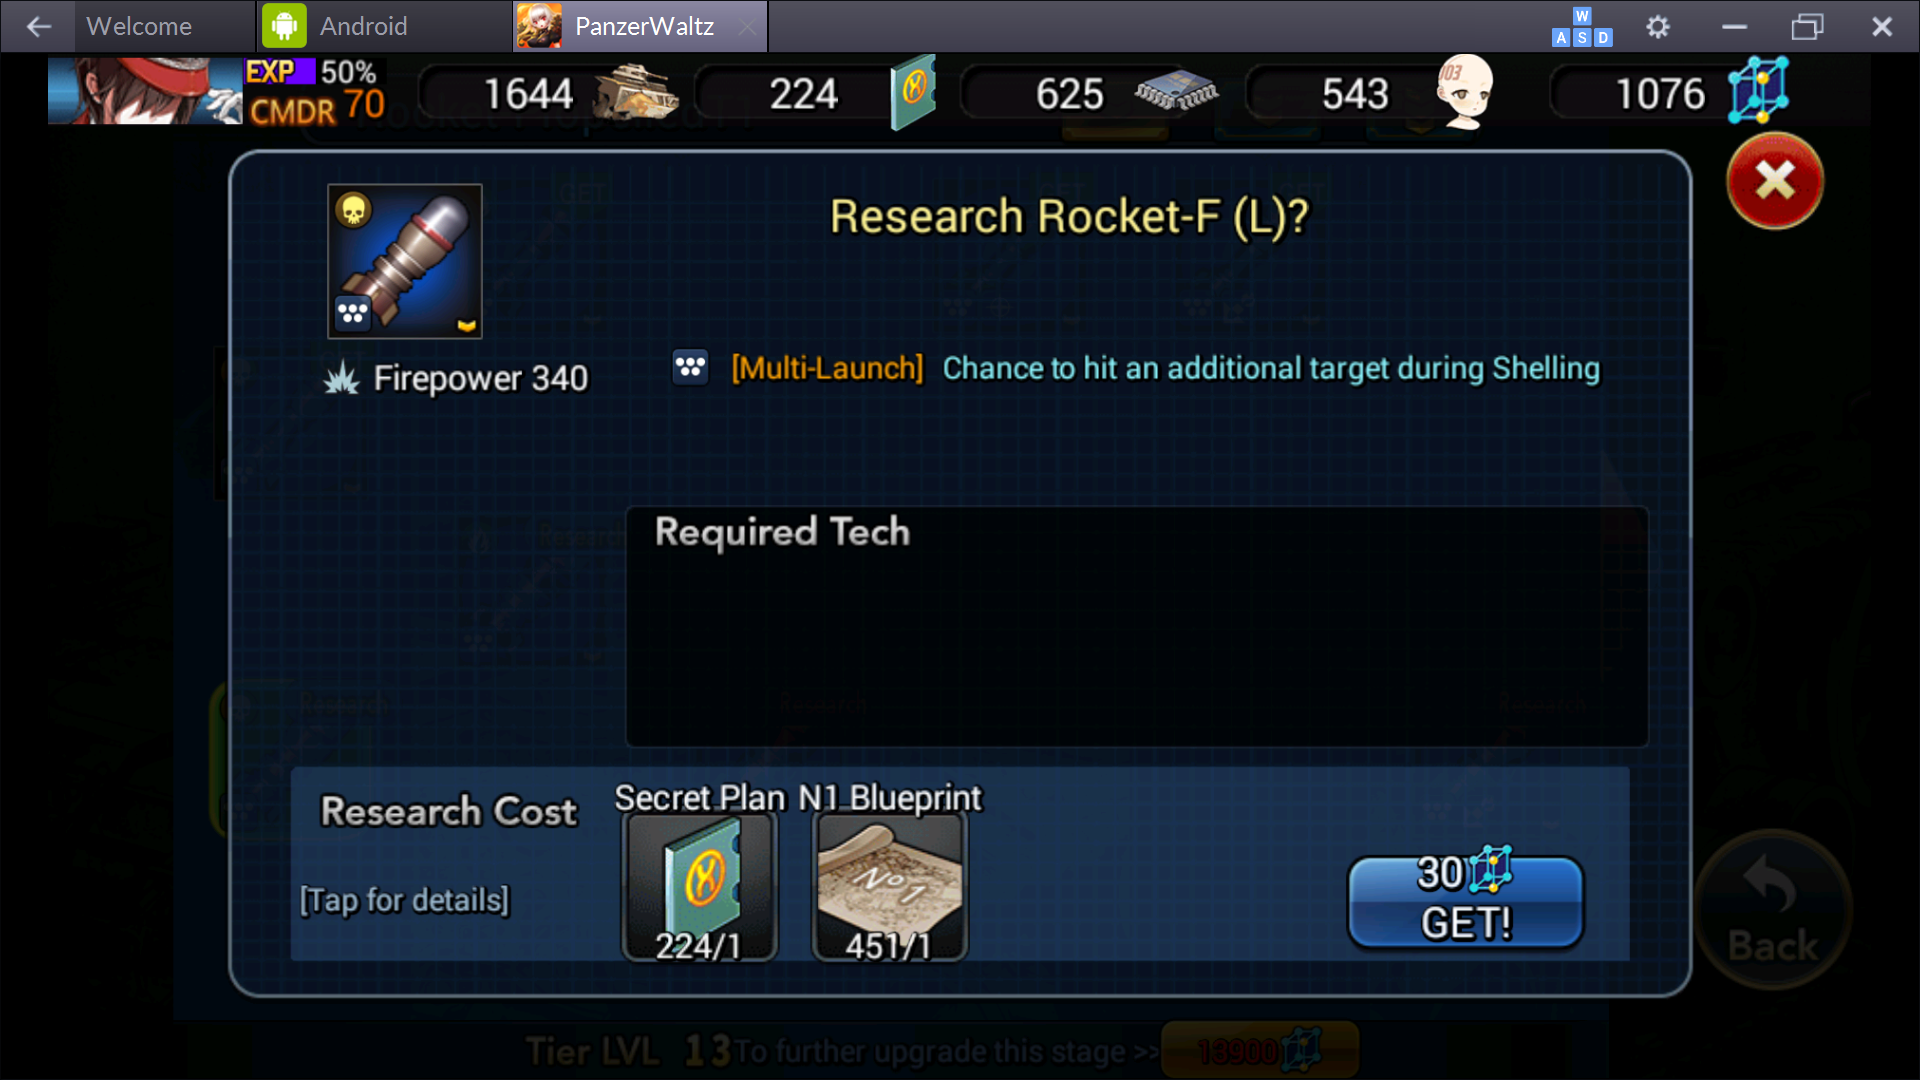 Welcome
Android
PanzerWaltz
W
A S D
EXP 50%
CMDR 70
1644
224
625
543
103
1076
Research Rocket-F (L)?
Firepower 340
[Multi-Launch] Chance to hit an additional target during Shelling
Required Tech
Research Cost
[Tap for details]
Secret Plan
224/1
N1 Blueprint
No1
451/1
30
GET!
Back
Tier LVL 13 To further upgrade this stage >>
13900